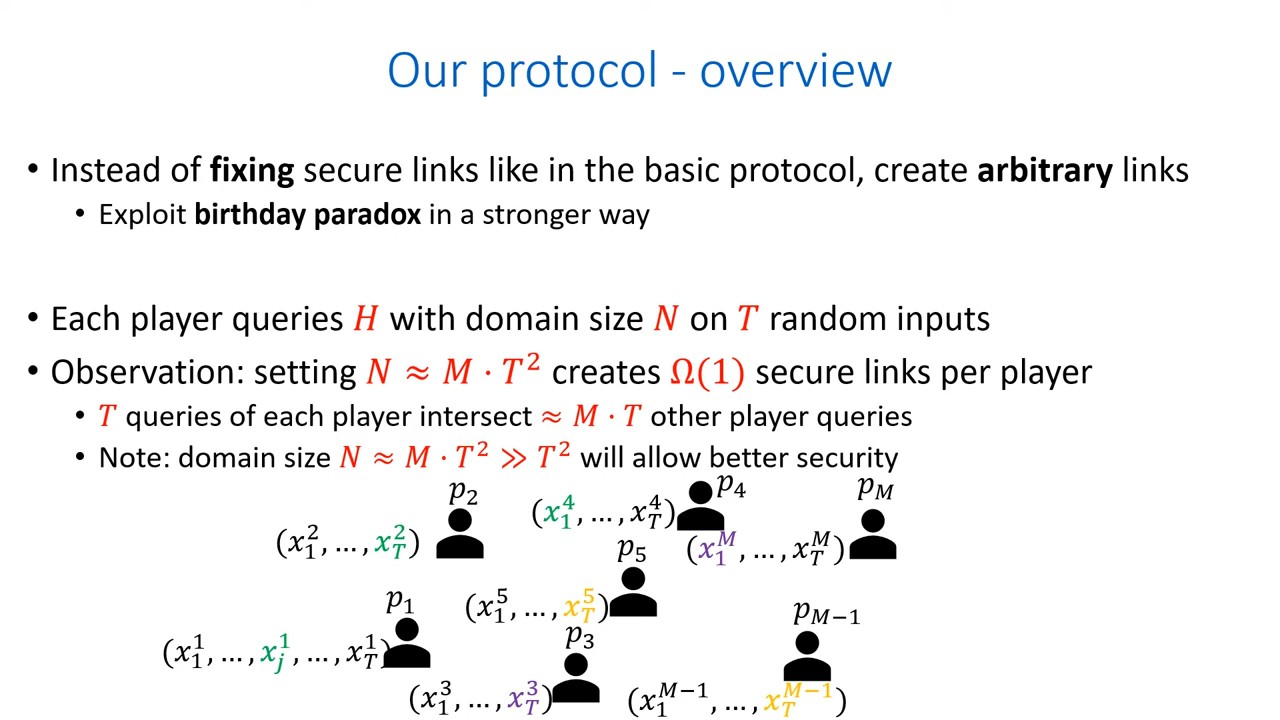 Our protocol - overview
• Instead of fixing secure links like in the basic protocol, create arbitrary links
• Exploit birthday paradox in a stronger way
• Each player queries H with domain size N on T random inputs
• Observation: setting N ≈ M · T² creates Ω(1) secure links per player
• T queries of each player intersect ≈ M · T other player queries
• Note: domain size N ≈ M · T² ≫ T² will allow better security
p₂
(x₁², … , x_T²)
p₄
(x₁⁴, … , x_T⁴)
p_M
(x₁^M, … , x_T^M)
p₅
(x₁⁵, … , x_T⁵)
p₁
(x₁¹, … , x_j¹, … , x_T¹)
p₃
(x₁³, … , x_T³)
p_{M−1}
(x₁^{M−1}, … , x_T^{M−1})